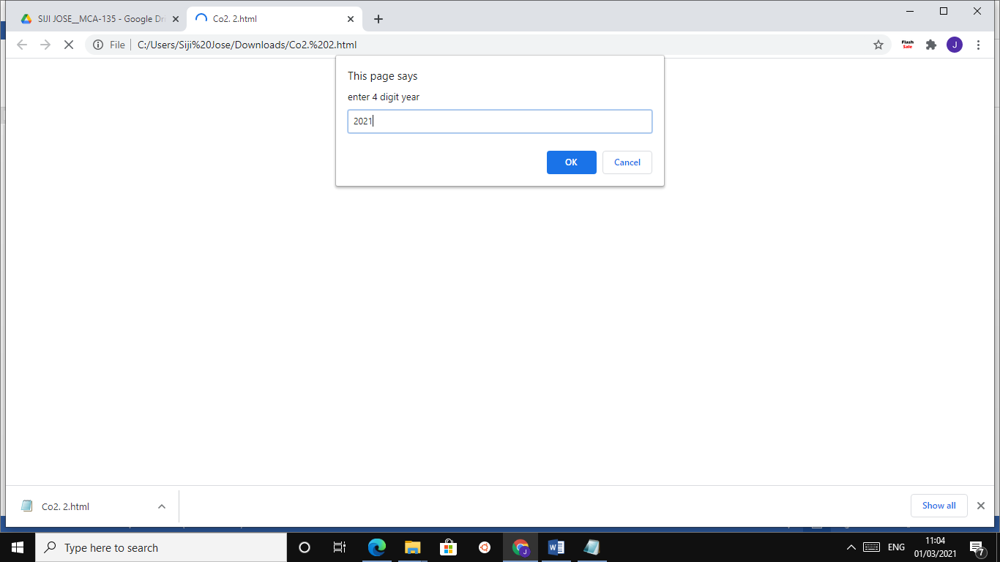 SIJI JOSE__MCA-135 - Google Dri
Co2. 2.html
File
C:/Users/Siji%20Jose/Downloads/Co2.%202.html
Flash
Sale
J
This page says
enter 4 digit year
2021
OK
Cancel
Co2. 2.html
Show all
Type here to search
J
W
ENG
11:04
01/03/2021
7